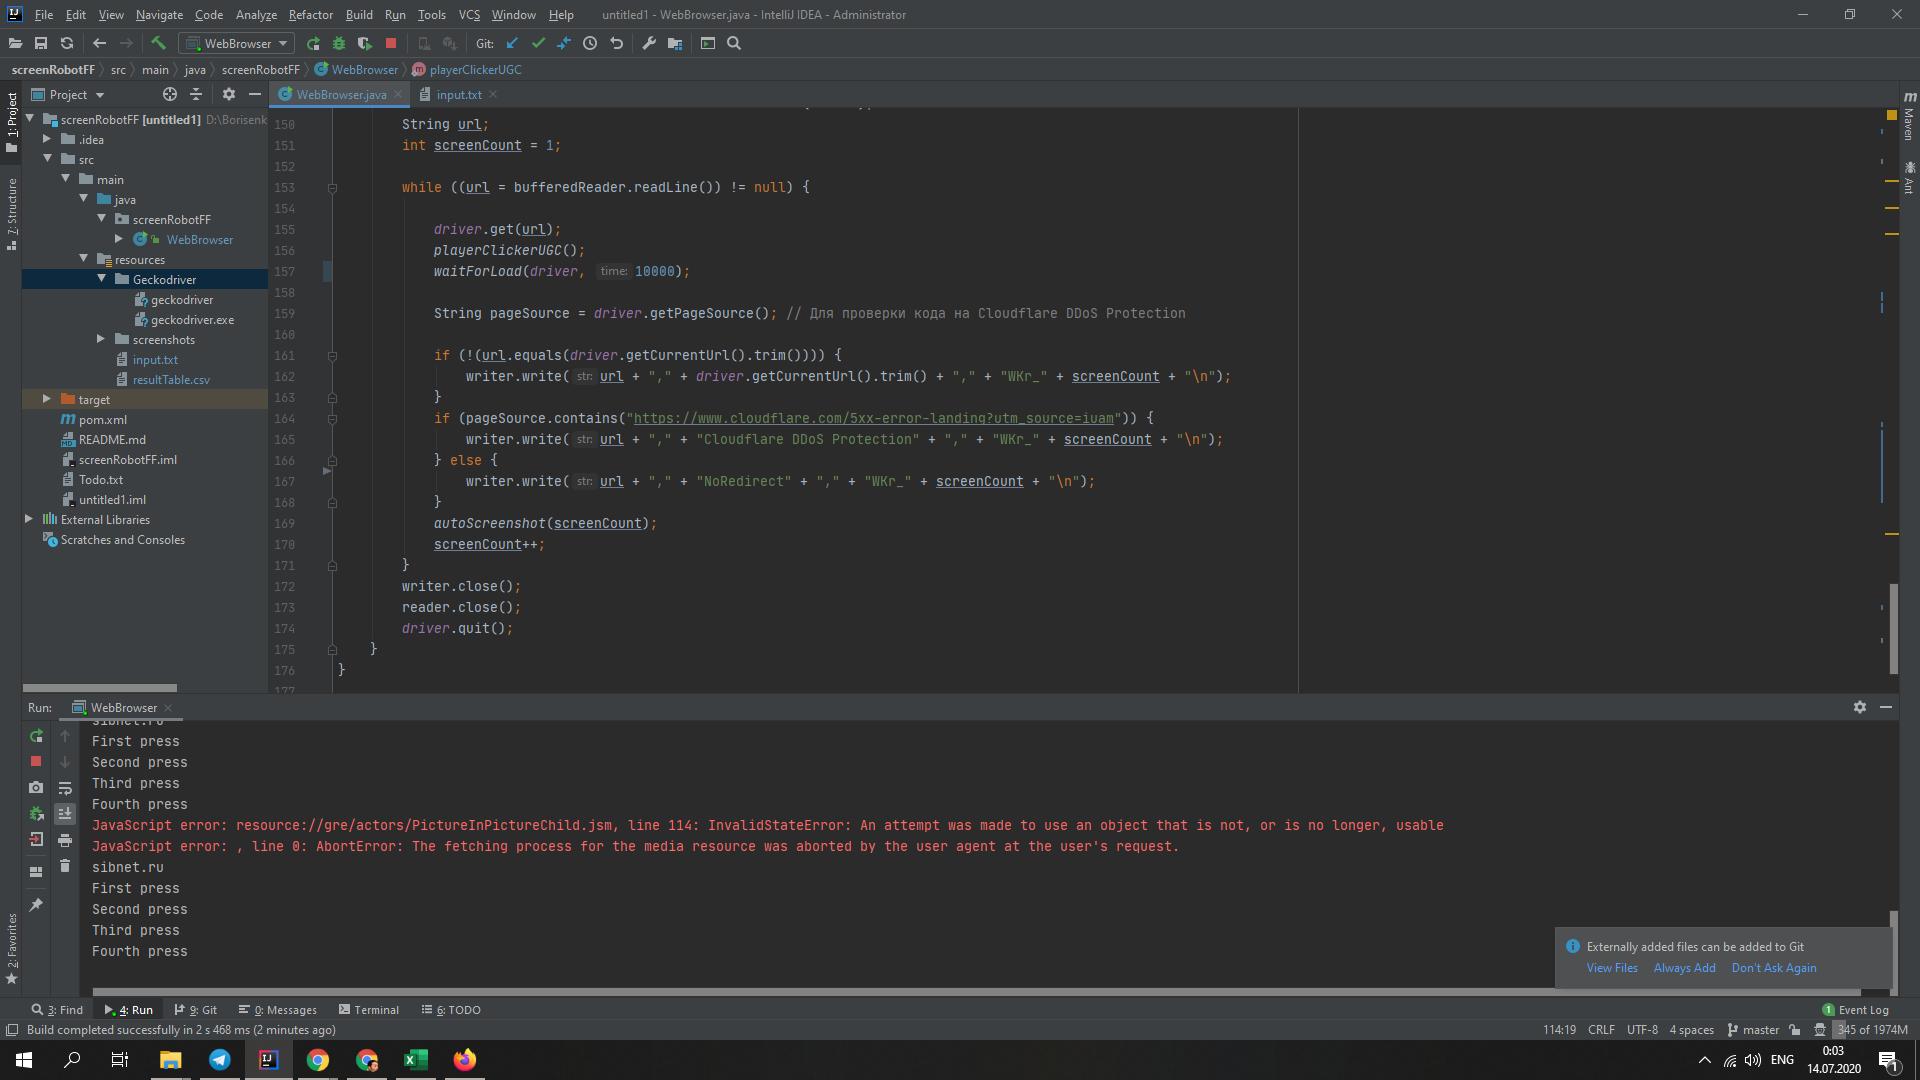 File Edit View Navigate Code Analyze Refactor Build Run Tools VCS Window Help untitled1 - WebBrowser.java - IntelliJ IDEA - Administrator
WebBrowser Git:
screenRobotFF src main java screenRobotFF WebBrowser playerClickerUGC
1: Project
7: Structure
2: Favorites
Project
screenRobotFF [untitled1] D:\Borisenk
.idea
src
main
java
screenRobotFF
WebBrowser
resources
Geckodriver
geckodriver
geckodriver.exe
screenshots
input.txt
resultTable.csv
target
pom.xml
README.md
screenRobotFF.iml
Todo.txt
untitled1.iml
External Libraries
Scratches and Consoles
WebBrowser.java input.txt
150 String url;
151 int screenCount = 1;
152
153 while ((url = bufferedReader.readLine()) != null) {
154
155 driver.get(url);
156 playerClickerUGC();
157 waitForLoad(driver, time: 10000);
158
159 String pageSource = driver.getPageSource(); // Для проверки кода на Cloudflare DDoS Protection
160
161 if (!(url.equals(driver.getCurrentUrl().trim()))) {
162 writer.write( str: url + "," + driver.getCurrentUrl().trim() + "," + "WKr_" + screenCount + "\n");
163 }
164 if (pageSource.contains("https://www.cloudflare.com/5xx-error-landing?utm_source=iuam")) {
165 writer.write( str: url + "," + "Cloudflare DDoS Protection" + "," + "WKr_" + screenCount + "\n");
166 } else {
167 writer.write( str: url + "," + "NoRedirect" + "," + "WKr_" + screenCount + "\n");
168 }
169 autoScreenshot(screenCount);
170 screenCount++;
171 }
172 writer.close();
173 reader.close();
174 driver.quit();
175 }
176 }
177
Maven
Ant
Run: WebBrowser
sibnet.ru
First press
Second press
Third press
Fourth press
JavaScript error: resource://gre/actors/PictureInPictureChild.jsm, line 114: InvalidStateError: An attempt was made to use an object that is not, or is no longer, usable
JavaScript error: , line 0: AbortError: The fetching process for the media resource was aborted by the user agent at the user's request.
sibnet.ru
First press
Second press
Third press
Fourth press
Externally added files can be added to Git
View Files Always Add Don't Ask Again
3: Find 4: Run 9: Git 0: Messages Terminal 6: TODO 1 Event Log
Build completed successfully in 2 s 468 ms (2 minutes ago) 114:19 CRLF UTF-8 4 spaces master 345 of 1974M
ENG
0:03
14.07.2020
1